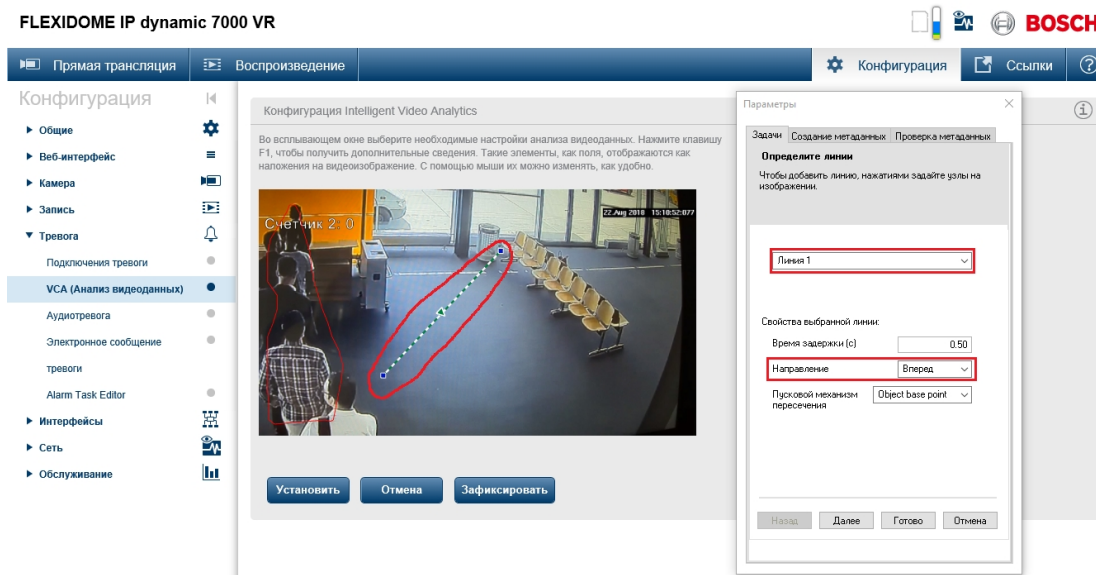 FLEXIDOME IP dynamic 7000 VR
BOSCH
Прямая трансляция
Воспроизведение
Конфигурация
Ссылки
Конфигурация
Общие
Веб-интерфейс
Камера
Запись
Тревога
Подключения тревоги
VCA (Анализ видеоданных)
Аудиотревога
Электронное сообщение
тревоги
Alarm Task Editor
Интерфейсы
Сеть
Обслуживание
Конфигурация Intelligent Video Analytics
Во всплывающем окне выберите необходимые настройки анализа видеоданных. Нажмите клавишу
F1, чтобы получить дополнительные сведения. Такие элементы, как поля, отображаются как
наложения на видеоизображение. С помощью мыши их можно изменять, как удобно.
Счетчик 2: 0
22.Aug 2018 15:10:52:077
Установить
Отмена
Зафиксировать
Параметры
Задачи
Создание метаданных
Проверка метаданных
Определите линии
Чтобы добавить линию, нажатиями задайте узлы на
изображении.
Линия 1
Свойства выбранной линии:
Время задержки (с)
0.50
Направление
Вперед
Пусковой механизм
пересечения
Object base point
Назад
Далее
Готово
Отмена